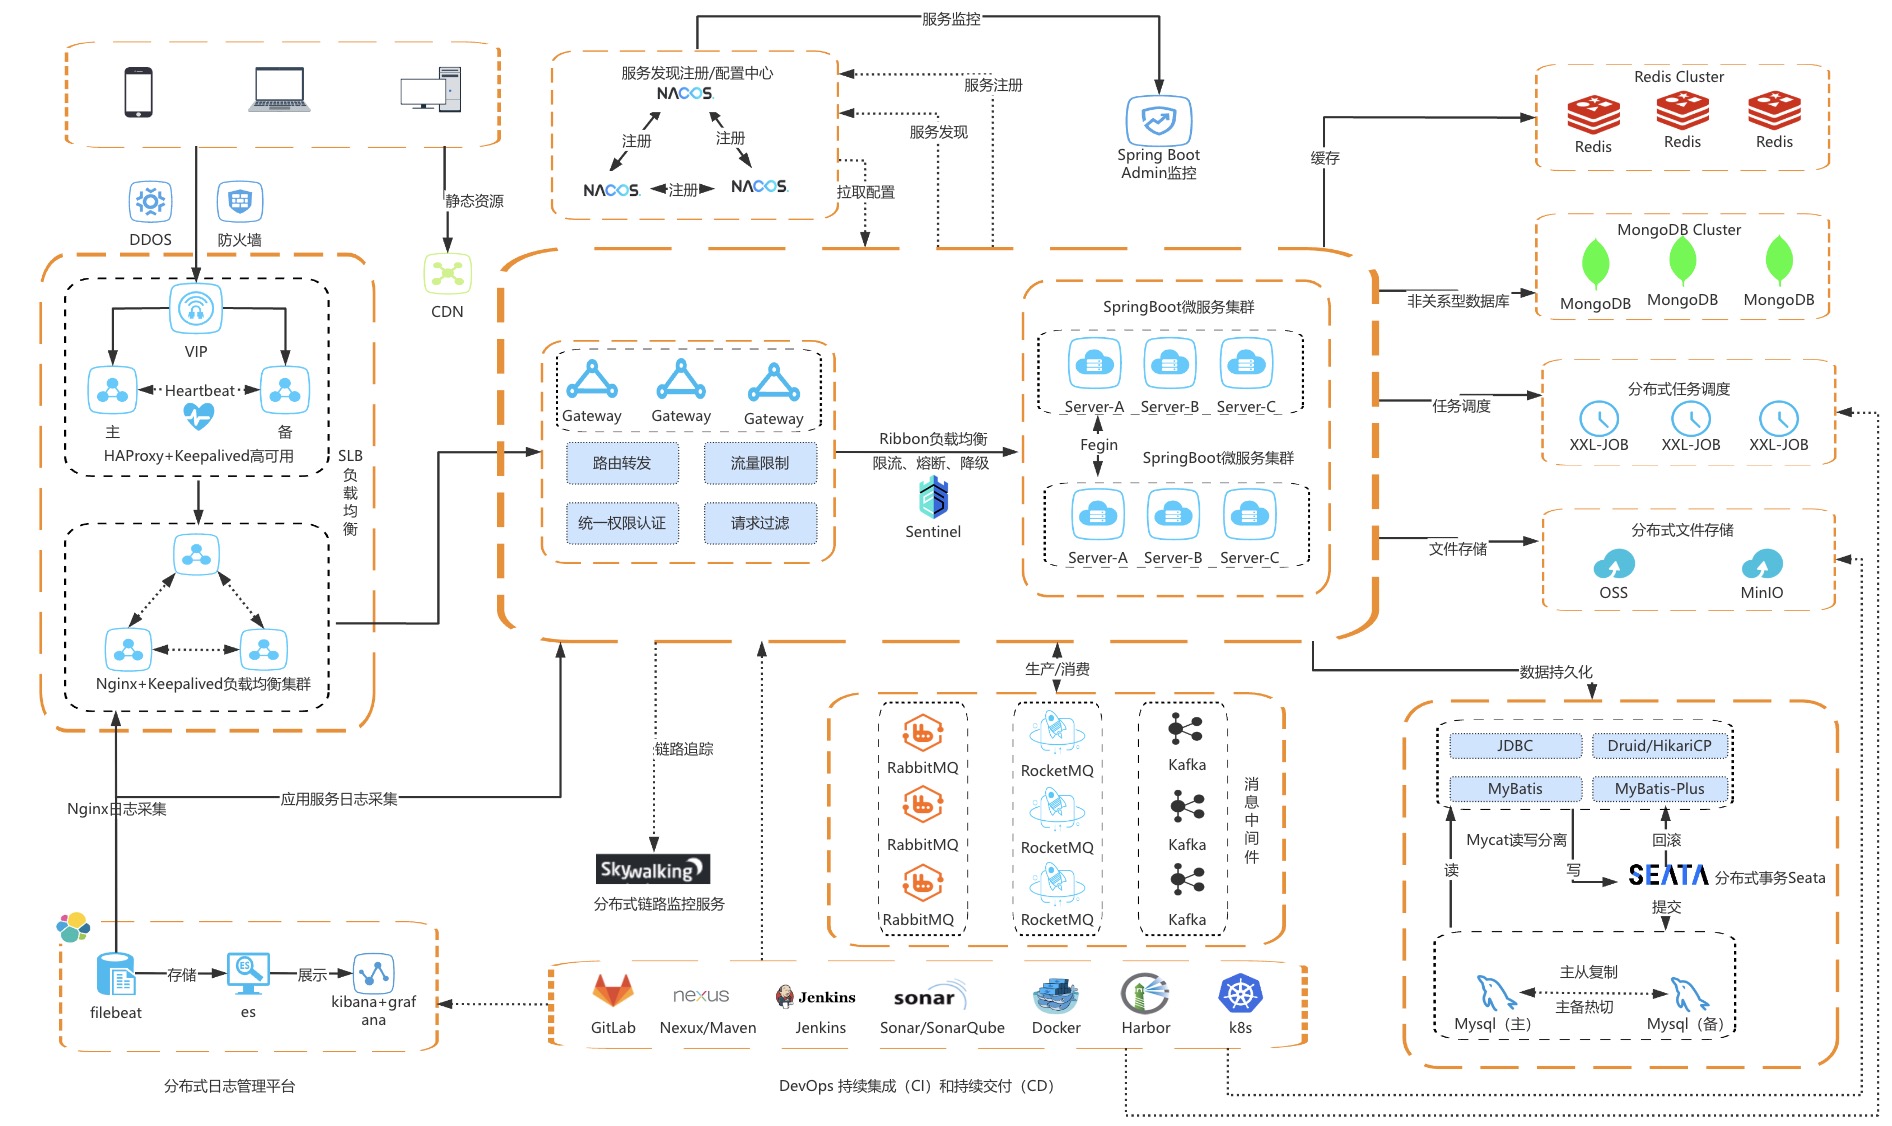 服务监控
服务发现注册/配置中心
NACOS.
注册
注册
NACOS.
注册
NACOS.
服务注册
服务发现
拉取配置
Spring Boot
Admin监控
DDOS
防火墙
静态资源
CDN
VIP
Heartbeat
主
备
HAProxy+Keepalived高可用
SLB
负
载
均
衡
Nginx+Keepalived负载均衡集群
Gateway
Gateway
Gateway
路由转发
流量限制
统一权限认证
请求过滤
Ribbon负载均衡
限流、熔断、降级
Sentinel
SpringBoot微服务集群
Server-A
Server-B
Server-C
Fegin
SpringBoot微服务集群
Server-A
Server-B
Server-C
缓存
Redis Cluster
Redis
Redis
Redis
非关系型数据库
MongoDB Cluster
MongoDB
MongoDB
MongoDB
任务调度
分布式任务调度
XXL-JOB
XXL-JOB
XXL-JOB
文件存储
分布式文件存储
OSS
MinIO
数据持久化
JDBC
Druid/HikariCP
MyBatis
MyBatis-Plus
Mycat读写分离
读
写
回滚
SEATA
分布式事务Seata
提交
主从复制
主备热切
Mysql（主）
Mysql（备）
生产/消费
RabbitMQ
RocketMQ
Kafka
RabbitMQ
RocketMQ
Kafka
RabbitMQ
RocketMQ
Kafka
消
息
中
间
件
链路追踪
Skywalking
分布式链路监控服务
Nginx日志采集
应用服务日志采集
filebeat
存储
ES
es
展示
kibana+graf
ana
分布式日志管理平台
GitLab
nexus
Nexux/Maven
Jenkins
Jenkins
sonar
Sonar/SonarQube
Docker
Harbor
k8s
DevOps 持续集成（CI）和持续交付（CD）